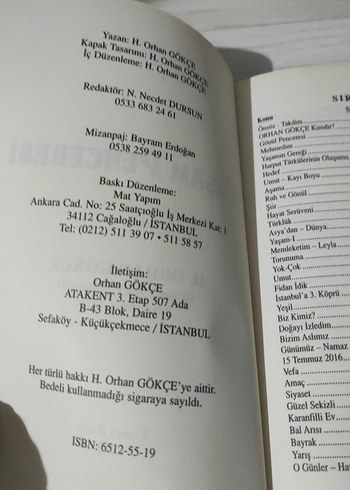 Yazan: H. Orhan GÖKÇE
Kapak Tasarımı: H. Orhan GÖKÇE
İç Düzenleme: H. Orhan GÖKÇE
Redaktör: N. Necdet DURSUN
0533 683 24 61
Mizanpaj: Bayram Erdoğan
0538 259 49 11
Baskı Düzenleme:
Mat Yapım
Ankara Cad. No: 25 Saatçioğlu İş Merkezi Kat: 1
34112 Cağaloğlu / İSTANBUL
Tel: (0212) 511 39 07 • 511 58 57
İletişim:
Orhan GÖKÇE
ATAKENT 3. Etap 507 Ada
B-43 Blok, Daire 19
Sefaköy - Küçükçekmece / İSTANBUL
Her türlü hakkı H. Orhan GÖKÇE'ye aittir.
Bedeli kullanmadığı sigaraya sayıldı.
ISBN: 6512-55-19
Konu
Önsöz - Takdim
ORHAN GÖKÇE Kimdir?
Gönül Penceresi
Mehmedim
Yaşamın Gereği
Harput Türkülerinin Oluşumu
Hedef
Umut – Kayı Boyu
Aşama
Ruh ve Gönül
Şiir
Hayat Serüveni
Türklük
Asya'dan – Dünya
Yaşam-I
Memleketim – Leyla
Torunuma
Yok-Çok
Umut
Fidan İdik
İstanbul'a 3. Köprü
Yeşil
Biz Kimiz?
Doğayı İzledim
Bizim Aslımız
Günümüz – Namaz
15 Temmuz 2016
Vefa
Amaç
Siyaset
Güzel Sekizli
Karanfilli Ev
Bal Arısı
Bayrak
Yarış
O Günler – Ha